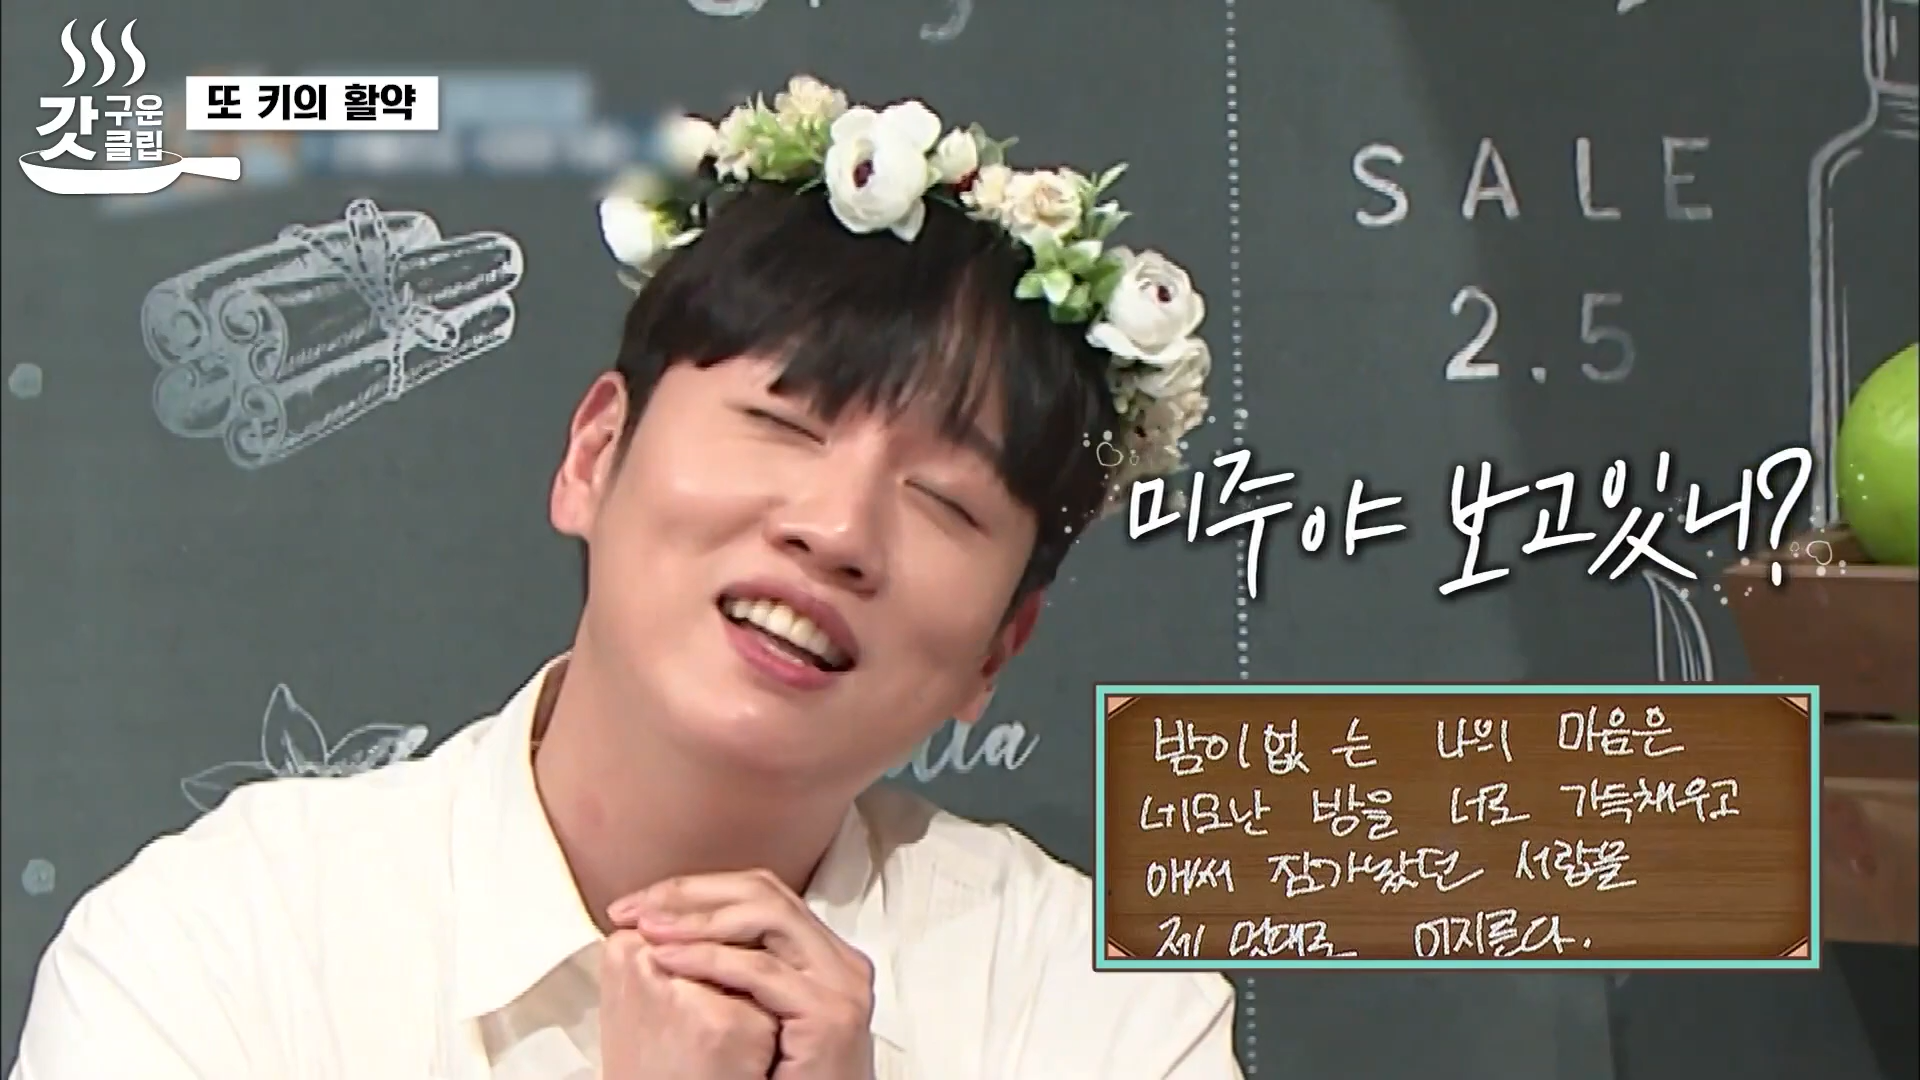 갓구운클립
또 키의 활약
SALE
2.5
미주야 보고있니?
밤이 없 는 나의 마음은
네모난 방을 너로 가득채우고
애써 잠가놨던 서랍을
제 멋대로 어지른다.